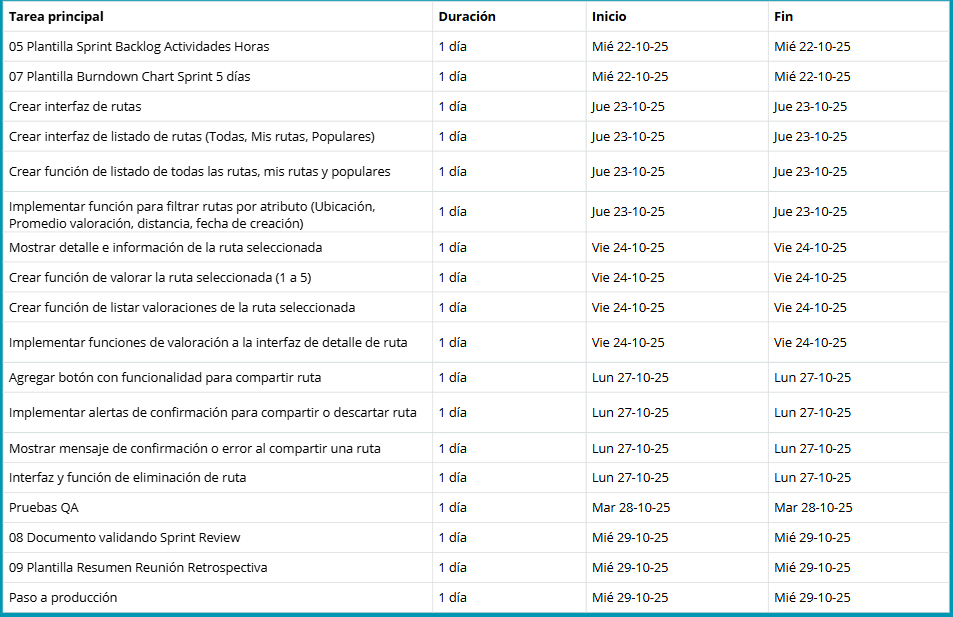 Tarea principal Duración Inicio Fin
05 Plantilla Sprint Backlog Actividades Horas 1 día Mié 22-10-25 Mié 22-10-25
07 Plantilla Burndown Chart Sprint 5 días 1 día Mié 22-10-25 Mié 22-10-25
Crear interfaz de rutas 1 día Jue 23-10-25 Jue 23-10-25
Crear interfaz de listado de rutas (Todas, Mis rutas, Populares) 1 día Jue 23-10-25 Jue 23-10-25
Crear función de listado de todas las rutas, mis rutas y populares 1 día Jue 23-10-25 Jue 23-10-25
Implementar función para filtrar rutas por atributo (Ubicación,
Promedio valoración, distancia, fecha de creación) 1 día Jue 23-10-25 Jue 23-10-25
Mostrar detalle e información de la ruta seleccionada 1 día Vie 24-10-25 Vie 24-10-25
Crear función de valorar la ruta seleccionada (1 a 5) 1 día Vie 24-10-25 Vie 24-10-25
Crear función de listar valoraciones de la ruta seleccionada 1 día Vie 24-10-25 Vie 24-10-25
Implementar funciones de valoración a la interfaz de detalle de ruta 1 día Vie 24-10-25 Vie 24-10-25
Agregar botón con funcionalidad para compartir ruta 1 día Lun 27-10-25 Lun 27-10-25
Implementar alertas de confirmación para compartir o descartar ruta 1 día Lun 27-10-25 Lun 27-10-25
Mostrar mensaje de confirmación o error al compartir una ruta 1 día Lun 27-10-25 Lun 27-10-25
Interfaz y función de eliminación de ruta 1 día Lun 27-10-25 Lun 27-10-25
Pruebas QA 1 día Mar 28-10-25 Mar 28-10-25
08 Documento validando Sprint Review 1 día Mié 29-10-25 Mié 29-10-25
09 Plantilla Resumen Reunión Retrospectiva 1 día Mié 29-10-25 Mié 29-10-25
Paso a producción 1 día Mié 29-10-25 Mié 29-10-25